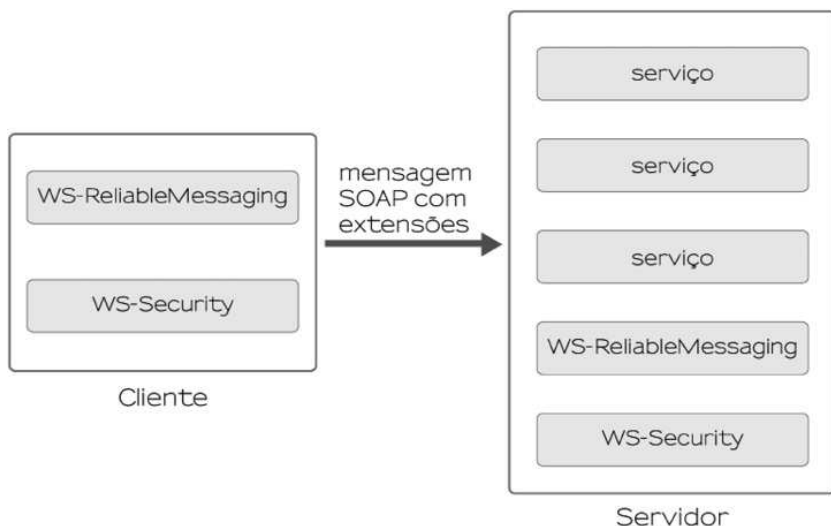 WS-ReliableMessaging
WS-Security
Cliente
mensagem
SOAP com
extensões
serviço
serviço
serviço
WS-ReliableMessaging
WS-Security
Servidor